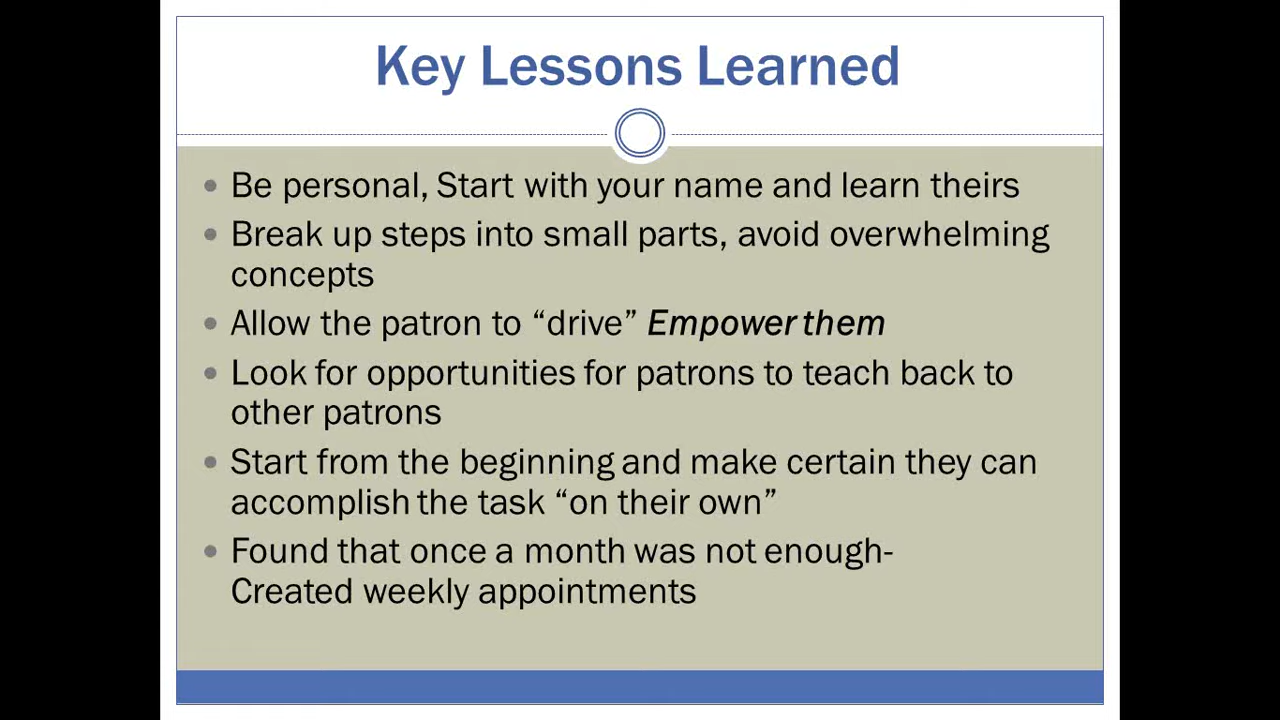 Key Lessons Learned
• Be personal, Start with your name and learn theirs
• Break up steps into small parts, avoid overwhelming
concepts
• Allow the patron to “drive” Empower them
• Look for opportunities for patrons to teach back to
other patrons
• Start from the beginning and make certain they can
accomplish the task “on their own”
• Found that once a month was not enough-
Created weekly appointments